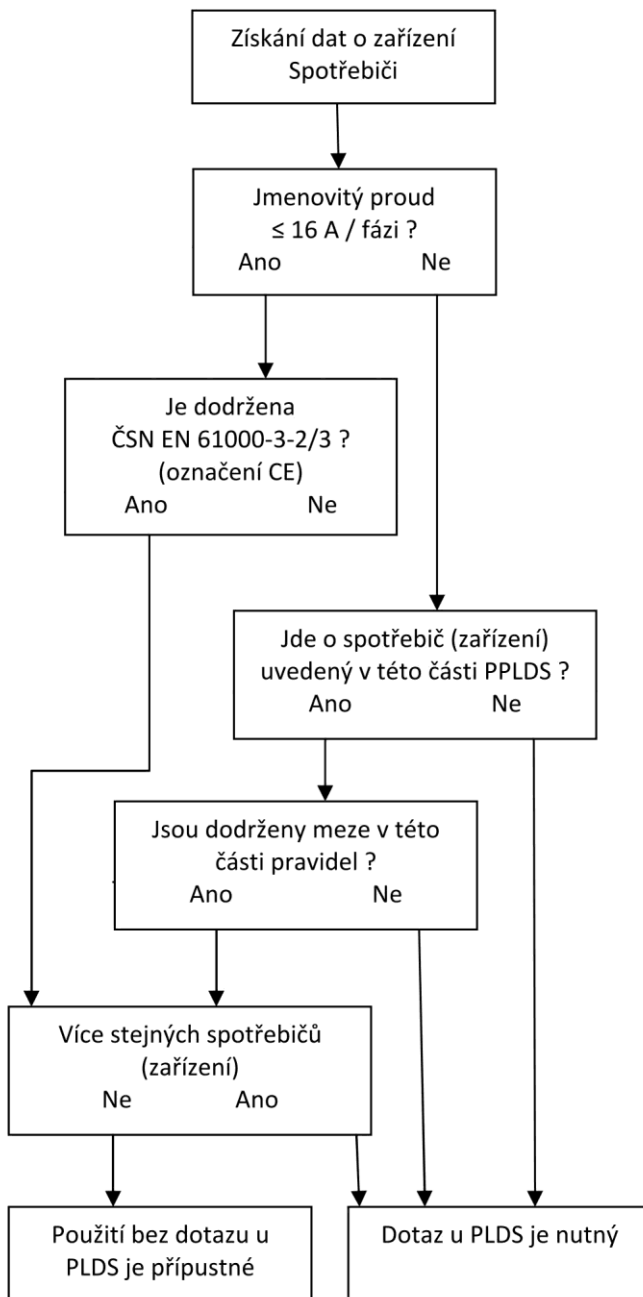 Získání dat o zařízení
Spotřebiči
Jmenovitý proud
≤ 16 A / fázi ?
Ano Ne
Je dodržena
ČSN EN 61000-3-2/3 ?
(označení CE)
Ano Ne
Jde o spotřebič (zařízení)
uvedený v této části PPLDS ?
Ano Ne
Jsou dodrženy meze v této
části pravidel ?
Ano Ne
Více stejných spotřebičů
(zařízení)
Ne Ano
Použití bez dotazu u
PLDS je přípustné
Dotaz u PLDS je nutný